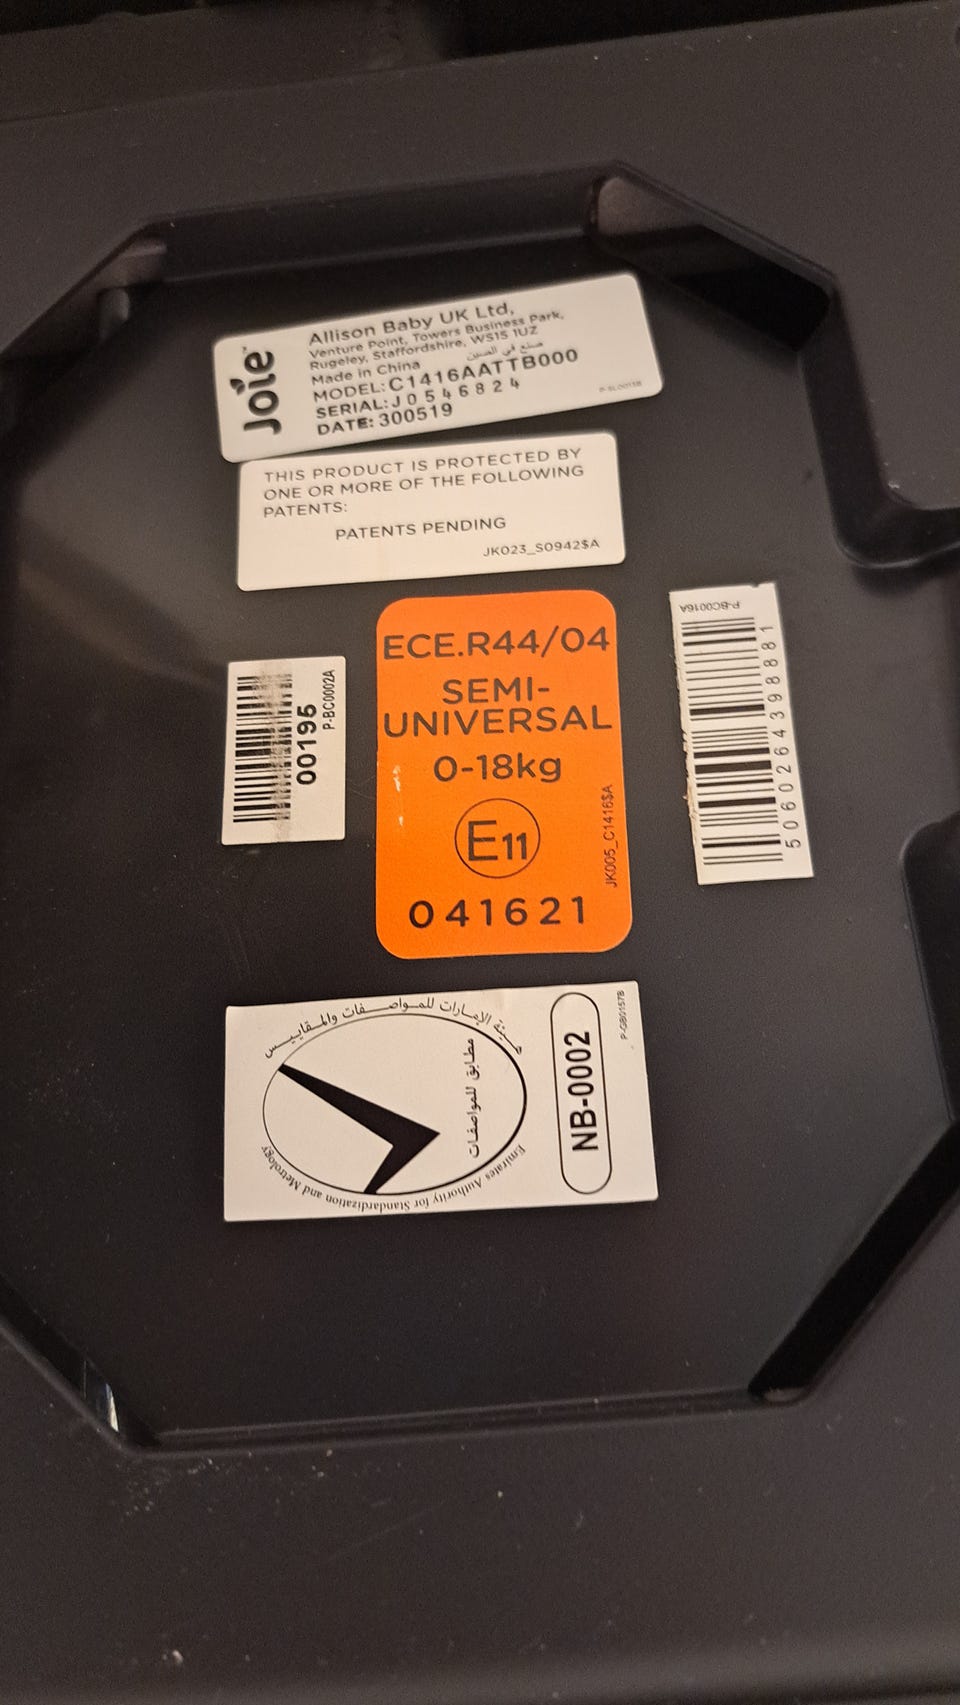 Joie
Allison Baby UK Ltd,
Venture Point, Towers Business Park,
Rugeley, Staffordshire, WS15 1UZ
Made in China صنع في الصين
MODEL:C1416AATTB000
SERIAL:J0546824
DATE:300519
THIS PRODUCT IS PROTECTED BY
ONE OR MORE OF THE FOLLOWING
PATENTS:
PATENTS PENDING
JK023_S0942$A
ECE.R44/04
SEMI-
UNIVERSAL
0-18kg
E11
041621
JK005_C1416$A
00195
P-BC0002A
P-BC0016A
5060264398881
هيئة الإمارات للمواصفات والمقاييس
مطابق للمواصفات
Emirates Authority for Standardization and Metrology
NB-0002
P-GB0157B